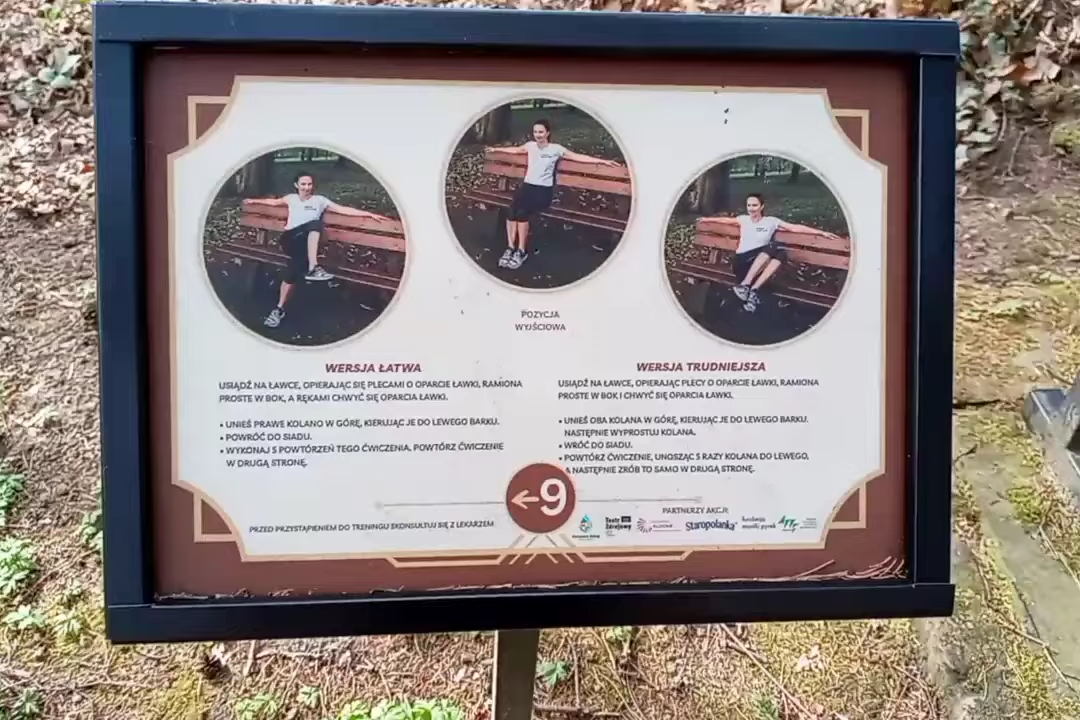 POZYCJA
WYJŚCIOWA
WERSJA ŁATWA
USIĄDŹ NA ŁAWCE, OPIERAJĄC SIĘ PLECAMI O OPARCIE ŁAWKI, RAMIONA
PROSTE W BOK, A RĘKAMI CHWYĆ SIĘ OPARCIA ŁAWKI.
• UNIEŚ PRAWE KOLANO W GÓRĘ, KIERUJĄC JE DO LEWEGO BARKU.
• POWRÓĆ DO SIADU.
• WYKONAJ 5 POWTÓRZEŃ TEGO ĆWICZENIA. POWTÓRZ ĆWICZENIE
W DRUGĄ STRONĘ.
WERSJA TRUDNIEJSZA
USIĄDŹ NA ŁAWCE, OPIERAJĄC PLECY O OPARCIE ŁAWKI, RAMIONA
PROSTE W BOK I CHWYĆ SIĘ OPARCIA ŁAWKI.
• UNIEŚ OBA KOLANA W GÓRĘ, KIERUJĄC JE DO LEWEGO BARKU.
NASTĘPNIE WYPROSTUJ KOLANA.
• WRÓĆ DO SIADU.
• POWTÓRZ ĆWICZENIE, UNOSZĄC 5 RAZY KOLANA DO LEWEGO,
A NASTĘPNIE ZRÓB TO SAMO W DRUGĄ STRONĘ.
←9
PRZED PRZYSTĄPIENIEM DO TRENINGU SKONSULTUJ SIĘ Z LEKARZEM
PARTNERZY AKCJI:
Teatr
Zdrojowy
Staropolanka
fundacja